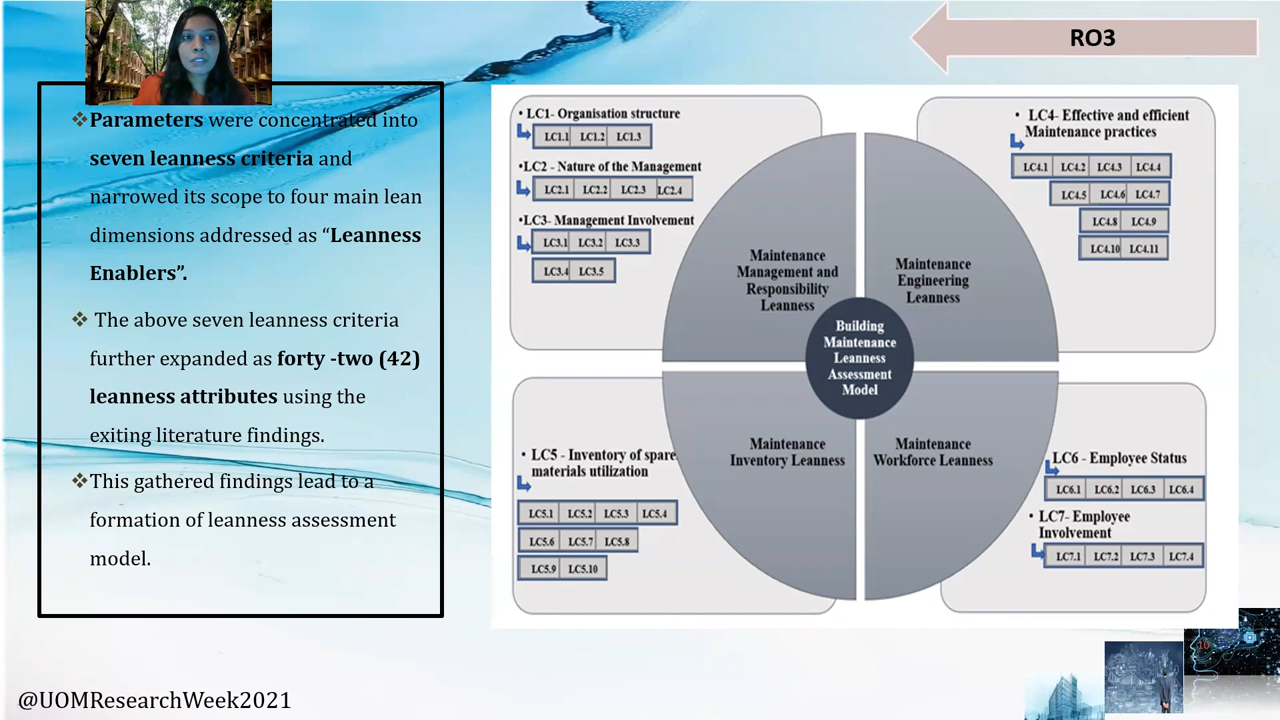 RO3
❖Parameters were concentrated into
seven leanness criteria and
narrowed its scope to four main lean
dimensions addressed as “Leanness
Enablers”.
❖ The above seven leanness criteria
further expanded as forty -two (42)
leanness attributes using the
exiting literature findings.
❖This gathered findings lead to a
formation of leanness assessment
model.
• LC1- Organisation structure
LC1.1 LC1.2 LC1.3
•LC2 - Nature of the Management
LC2.1 LC2.2 LC2.3 LC2.4
•LC3- Management Involvement
LC3.1 LC3.2 LC3.3
LC3.4 LC3.5
Maintenance
Management and
Responsibility
Leanness
• LC4- Effective and efficient
Maintenance practices
LC4.1 LC4.2 LC4.3 LC4.4
LC4.5 LC4.6 LC4.7
LC4.8 LC4.9
LC4.10 LC4.11
Maintenance
Engineering
Leanness
Building
Maintenance
Leanness
Assessment
Model
• LC5 - Inventory of spare
materials utilization
LC5.1 LC5.2 LC5.3 LC5.4
LC5.6 LC5.7 LC5.8
LC5.9 LC5.10
Maintenance
Inventory Leanness
Maintenance
Workforce Leanness
LC6 - Employee Status
LC6.1 LC6.2 LC6.3 LC6.4
• LC7- Employee
Involvement
LC7.1 LC7.2 LC7.3 LC7.4
10
@UOMResearchWeek2021